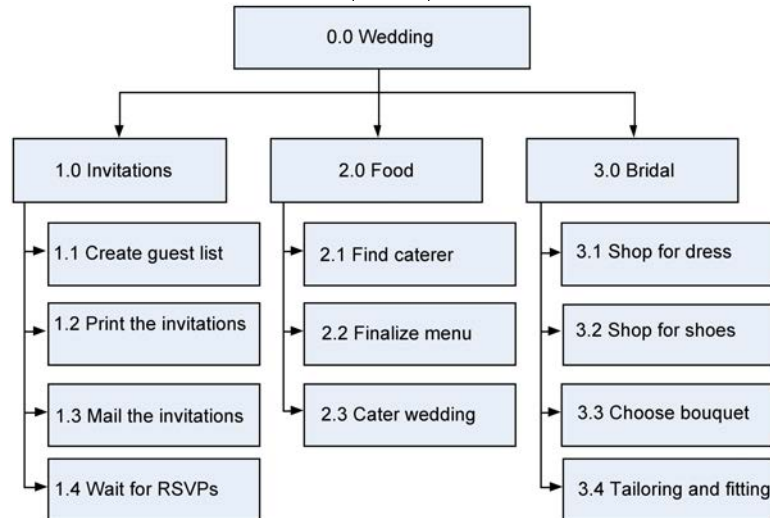 0.0 Wedding
1.0 Invitations
1.1 Create guest list
1.2 Print the invitations
1.3 Mail the invitations
1.4 Wait for RSVPs
2.0 Food
2.1 Find caterer
2.2 Finalize menu
2.3 Cater wedding
3.0 Bridal
3.1 Shop for dress
3.2 Shop for shoes
3.3 Choose bouquet
3.4 Tailoring and fitting